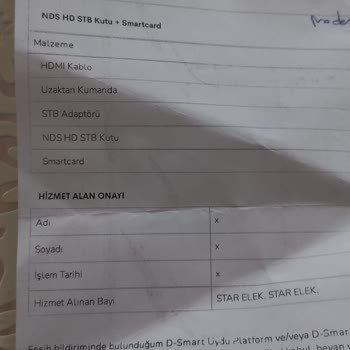 NDS HD STB Kutu + Smartcard
Malzeme
HDMI Kablo
Uzaktan Kumanda
STB Adaptörü
NDS HD STB Kutu
Smartcard
HİZMET ALAN ONAYI
Adı x
Soyadı x
İşlem Tarihi x
Hizmet Alınan Bayi STAR ELEK. STAR ELEK.
Fesih bildiriminde bulunduğum D-Smart Uydu Platform ve/veya D-Smar